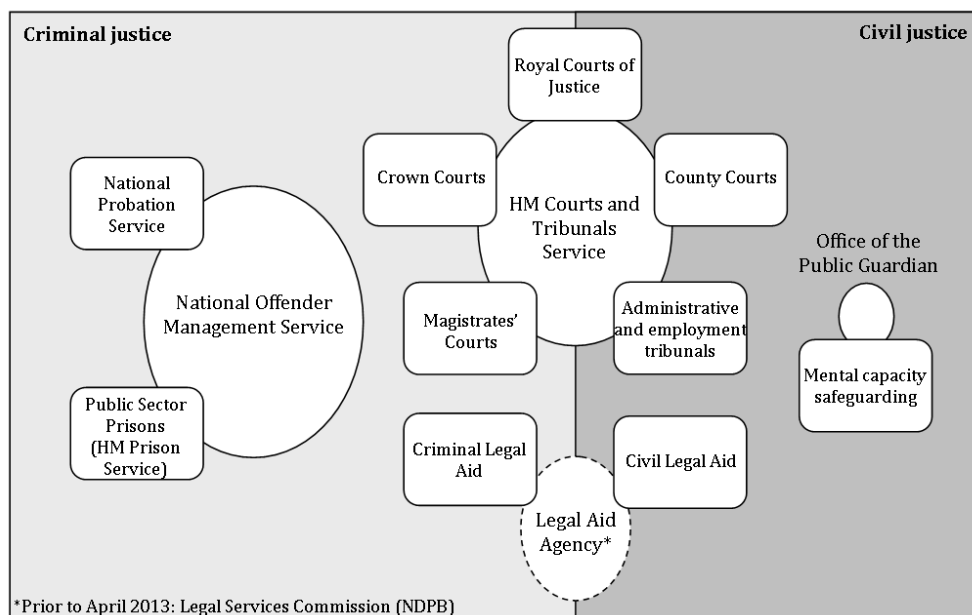 Criminal justice
Civil justice
Royal Courts of
Justice
Crown Courts
County Courts
HM Courts and
Tribunals
Service
National
Probation
Service
National Offender
Management Service
Public Sector
Prisons
(HM Prison
Service)
Magistrates’
Courts
Administrative
and employment
tribunals
Office of the
Public Guardian
Mental capacity
safeguarding
Criminal Legal
Aid
Civil Legal Aid
Legal Aid
Agency*
*Prior to April 2013: Legal Services Commission (NDPB)